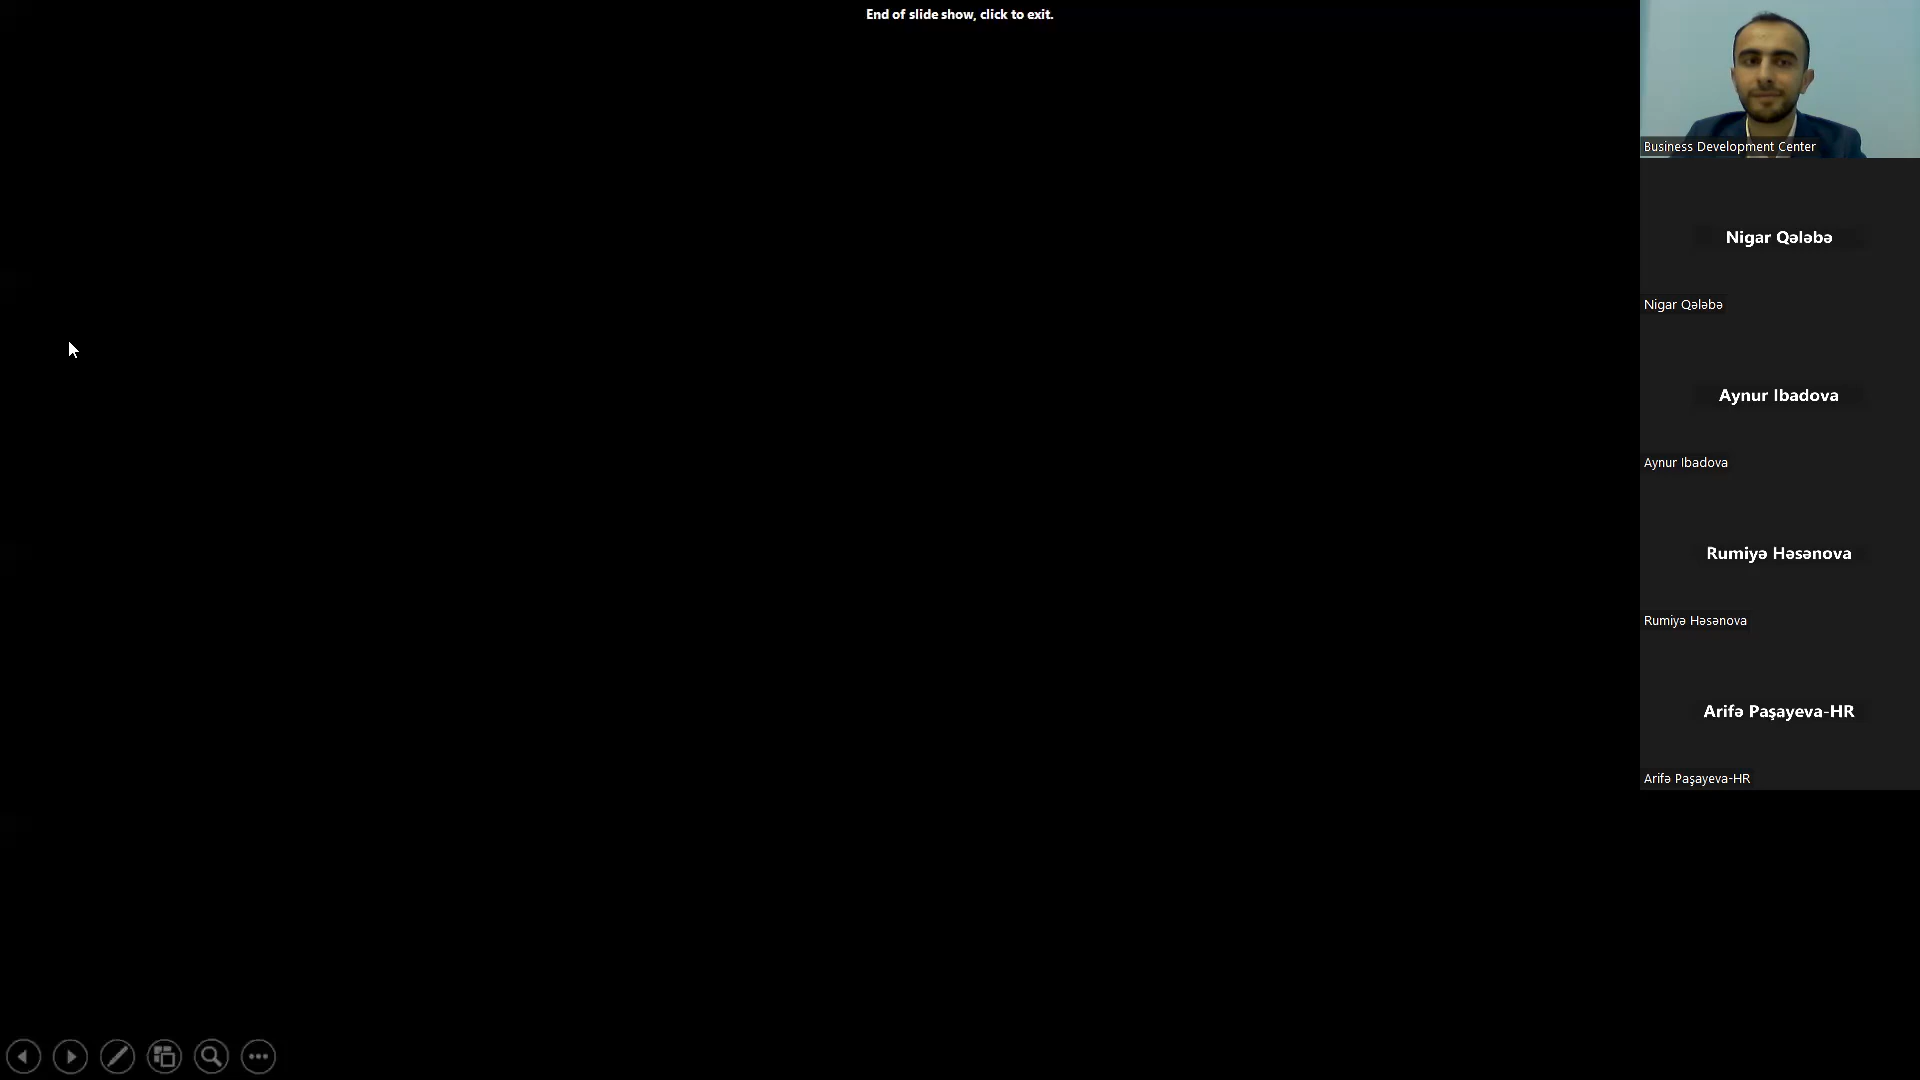 End of slide show, click to exit.
Business Development Center
Nigar Qələbə
Nigar Qələbə
Aynur Ibadova
Aynur Ibadova
Rumiyə Həsənova
Rumiyə Həsənova
Arifə Paşayeva-HR
Arifə Paşayeva-HR